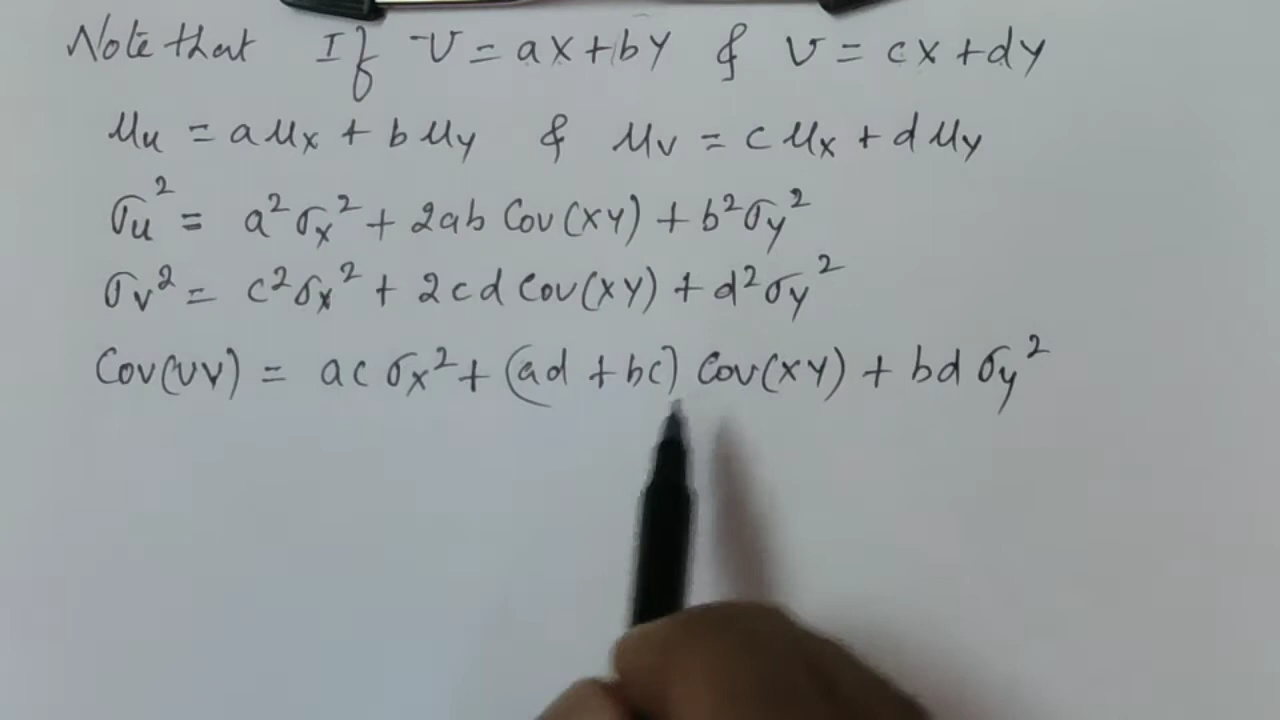 Note that If U = aX + bY & V = cX + dY
μu = aμx + bμy & μv = cμx + dμy
σu² = a²σx² + 2ab Cov(XY) + b²σy²
σv² = c²σx² + 2cd Cov(XY) + d²σy²
Cov(UV) = ac σx² + (ad + bc) Cov(XY) + bd σy²